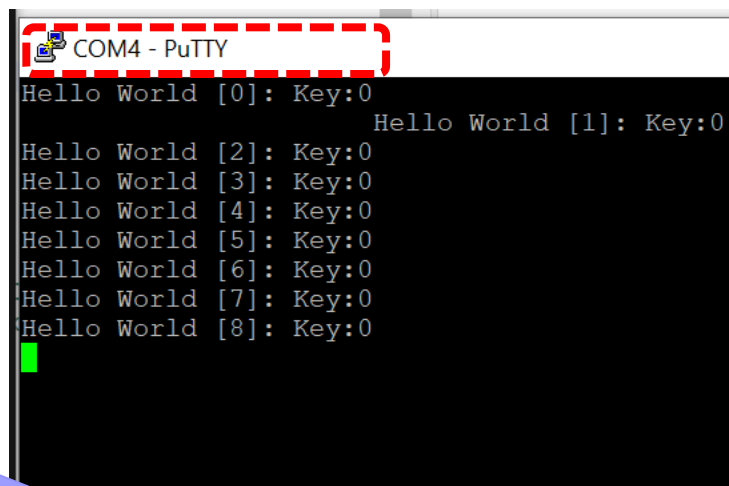 COM4 - PuTTY
Hello World [0]: Key:0
Hello World [1]: Key:0
Hello World [2]: Key:0
Hello World [3]: Key:0
Hello World [4]: Key:0
Hello World [5]: Key:0
Hello World [6]: Key:0
Hello World [7]: Key:0
Hello World [8]: Key:0